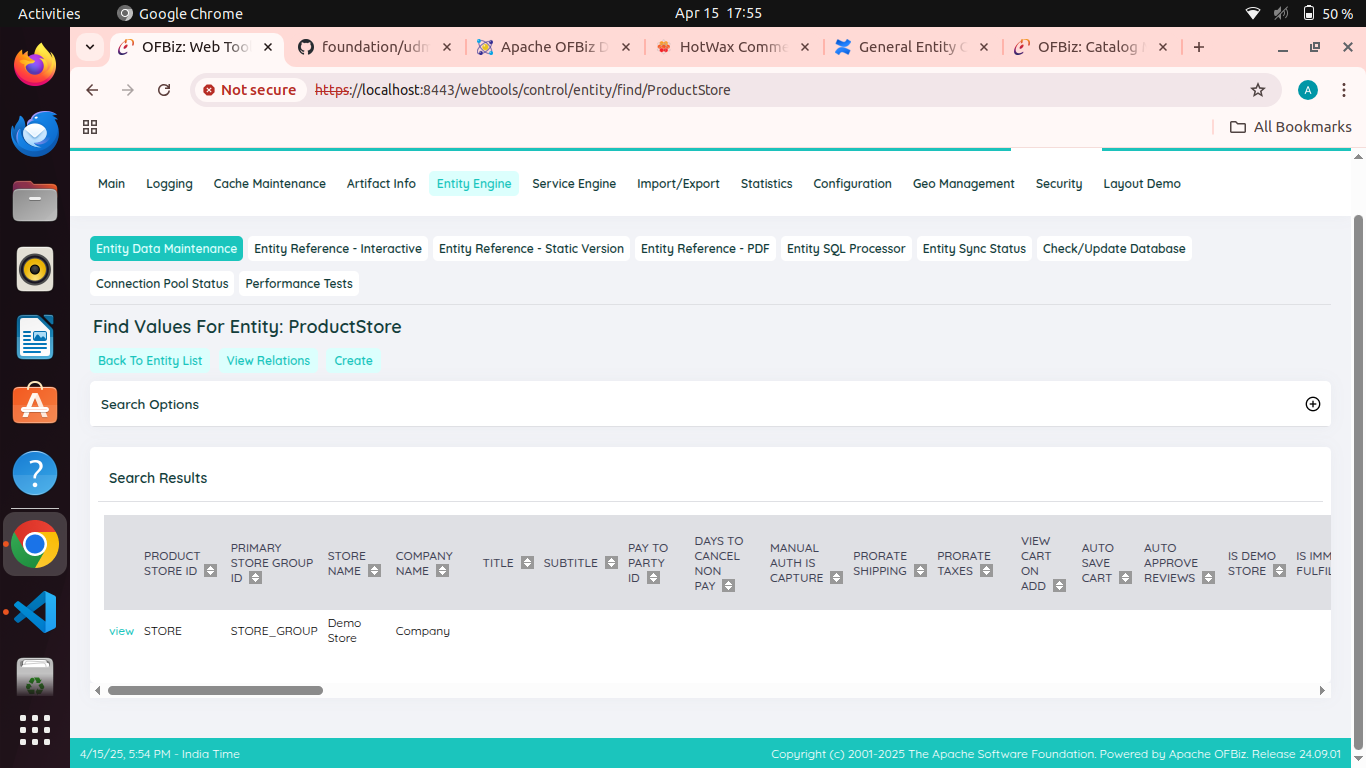 Activities Google Chrome Apr 15 17:55 50 %
OFBiz: Web Too foundation/udm Apache OFBiz D HotWax Comme General Entity O OFBiz: Catalog
Not secure https://localhost:8443/webtools/control/entity/find/ProductStore A
All Bookmarks
Main Logging Cache Maintenance Artifact Info Entity Engine Service Engine Import/Export Statistics Configuration Geo Management Security Layout Demo
Entity Data Maintenance Entity Reference - Interactive Entity Reference - Static Version Entity Reference - PDF Entity SQL Processor Entity Sync Status Check/Update Database
Connection Pool Status Performance Tests
Find Values For Entity: ProductStore
Back To Entity List View Relations Create
Search Options
Search Results
PRODUCT STORE ID PRIMARY STORE GROUP ID STORE NAME COMPANY NAME TITLE SUBTITLE PAY TO PARTY ID DAYS TO CANCEL NON PAY MANUAL AUTH IS CAPTURE PRORATE SHIPPING PRORATE TAXES VIEW CART ON ADD AUTO SAVE CART AUTO APPROVE REVIEWS IS DEMO STORE IS IMM FULFIL
view STORE STORE_GROUP Demo Store Company
4/15/25, 5:54 PM - India Time Copyright (c) 2001-2025 The Apache Software Foundation. Powered by Apache OFBiz. Release 24.09.01